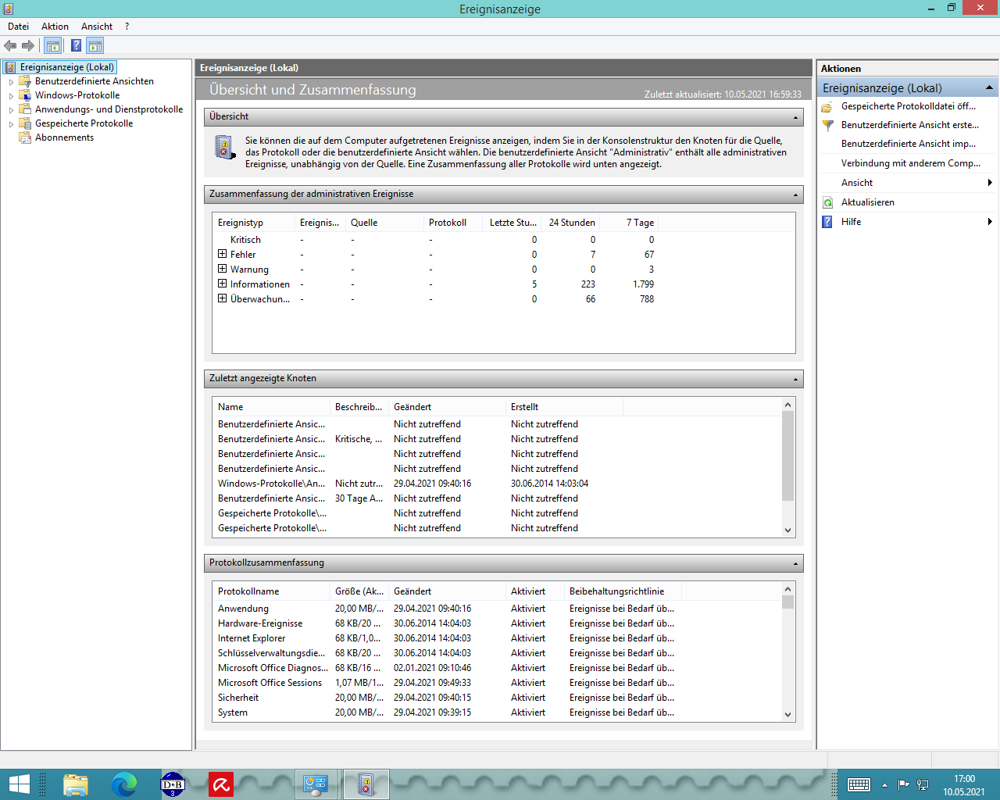 Ereignisanzeige
Datei Aktion Ansicht ?
Ereignisanzeige (Lokal)
Benutzerdefinierte Ansichten
Windows-Protokolle
Anwendungs- und Dienstprotokolle
Gespeicherte Protokolle
Abonnements
Ereignisanzeige (Lokal)
Übersicht und Zusammenfassung Zuletzt aktualisiert: 10.05.2021 16:59:33
Übersicht
Sie können die auf dem Computer aufgetretenen Ereignisse anzeigen, indem Sie in der Konsolenstruktur den Knoten für die Quelle,
das Protokoll oder die benutzerdefinierte Ansicht wählen. Die benutzerdefinierte Ansicht "Administrativ" enthält alle administrativen
Ereignisse, unabhängig von der Quelle. Eine Zusammenfassung aller Protokolle wird unten angezeigt.
Zusammenfassung der administrativen Ereignisse
Ereignistyp Ereignis... Quelle Protokoll Letzte Stu... 24 Stunden 7 Tage
Kritisch - - - 0 0 0
Fehler - - - 0 7 67
Warnung - - - 0 0 3
Informationen - - - 5 223 1.799
Überwachun... - - - 0 66 788
Zuletzt angezeigte Knoten
Name Beschreib... Geändert Erstellt
Benutzerdefinierte Ansic... Nicht zutreffend Nicht zutreffend
Benutzerdefinierte Ansic... Kritische, ... Nicht zutreffend Nicht zutreffend
Benutzerdefinierte Ansic... Nicht zutreffend Nicht zutreffend
Benutzerdefinierte Ansic... Nicht zutreffend Nicht zutreffend
Windows-Protokolle\An... Nicht zutr... 29.04.2021 09:40:16 30.06.2014 14:03:04
Benutzerdefinierte Ansic... 30 Tage A... Nicht zutreffend Nicht zutreffend
Gespeicherte Protokolle\... Nicht zutreffend Nicht zutreffend
Gespeicherte Protokolle\... Nicht zutreffend Nicht zutreffend
Protokollzusammenfassung
Protokollname Größe (Ak... Geändert Aktiviert Beibehaltungsrichtlinie
Anwendung 20,00 MB/... 29.04.2021 09:40:16 Aktiviert Ereignisse bei Bedarf üb...
Hardware-Ereignisse 68 KB/20 ... 30.06.2014 14:04:03 Aktiviert Ereignisse bei Bedarf üb...
Internet Explorer 68 KB/1,0... 30.06.2014 14:04:03 Aktiviert Ereignisse bei Bedarf üb...
Schlüsselverwaltungsdie... 68 KB/20 ... 30.06.2014 14:04:03 Aktiviert Ereignisse bei Bedarf üb...
Microsoft Office Diagnos... 68 KB/16 ... 02.01.2021 09:10:46 Aktiviert Ereignisse bei Bedarf üb...
Microsoft Office Sessions 1,07 MB/1... 29.04.2021 09:49:33 Aktiviert Ereignisse bei Bedarf üb...
Sicherheit 20,00 MB/... 29.04.2021 09:40:15 Aktiviert Ereignisse bei Bedarf üb...
System 20,00 MB/... 29.04.2021 09:39:15 Aktiviert Ereignisse bei Bedarf üb...
Aktionen
Ereignisanzeige (Lokal)
Gespeicherte Protokolldatei öff...
Benutzerdefinierte Ansicht erste...
Benutzerdefinierte Ansicht imp...
Verbindung mit anderem Comp...
Ansicht
Aktualisieren
Hilfe
D B
3
17:00
10.05.2021